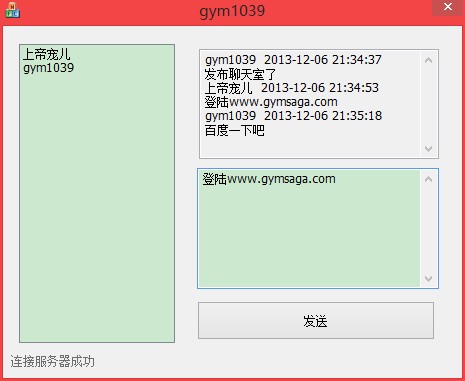 gym1039
上帝宠儿
gym1039
gym1039 2013-12-06 21:34:37
发布聊天室了
上帝宠儿 2013-12-06 21:34:53
登陆www.gymsaga.com
gym1039 2013-12-06 21:35:18
百度一下吧
登陆www.gymsaga.com
发送
连接服务器成功